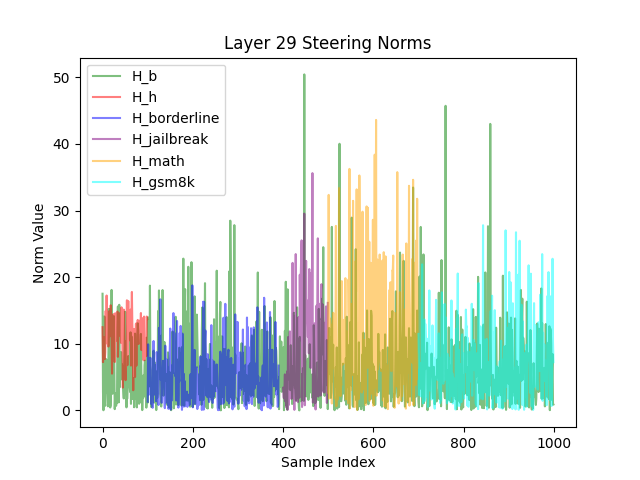 Layer 29 Steering Norms
H_b
H_h
H_borderline
H_jailbreak
H_math
H_gsm8k
Norm Value
50
40
30
20
10
0
0 200 400 600 800 1000
Sample Index